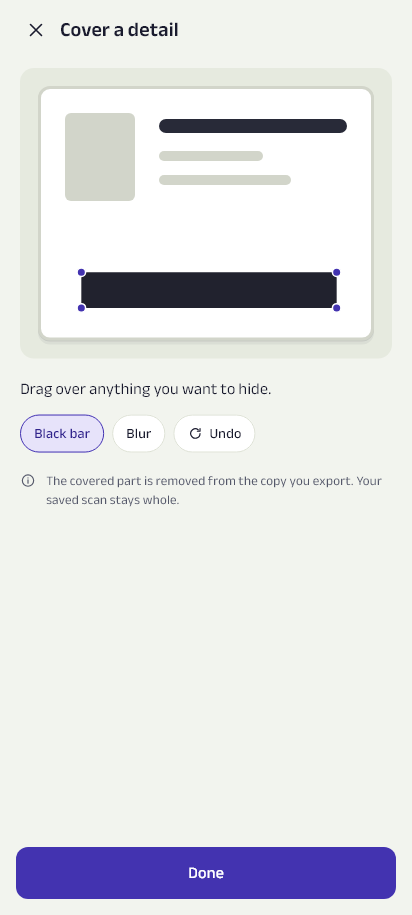 Cover a detail
Drag over anything you want to hide.
Black bar
Blur
Undo
The covered part is removed from the copy you export. Your
saved scan stays whole.
Done